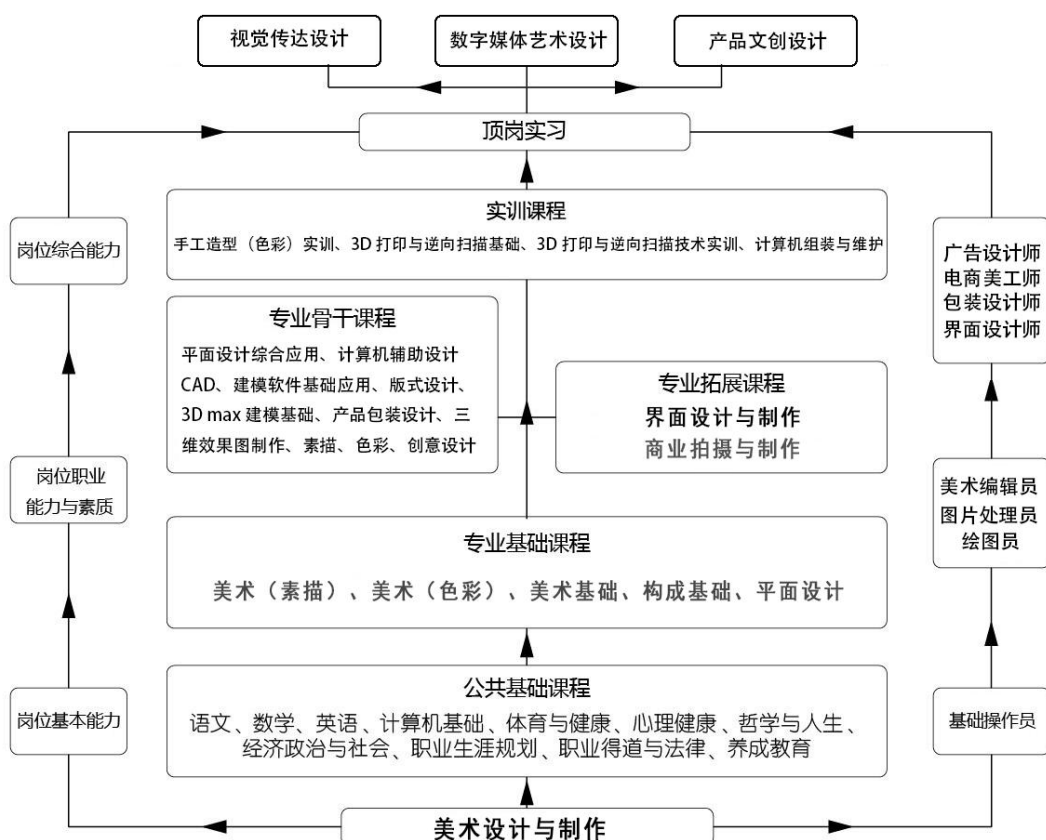 视觉传达设计
数字媒体艺术设计
产品文创设计
顶岗实习
实训课程
手工造型（色彩）实训、3D 打印与逆向扫描基础、3D 打印与逆向扫描技术实训、计算机组装与维护
岗位综合能力
广告设计师
电商美工师
包装设计师
界面设计师
专业骨干课程
平面设计综合应用、计算机辅助设计
CAD、建模软件基础应用、版式设计、
3D max 建模基础、产品包装设计、三
维效果图制作、素描、色彩、创意设计
专业拓展课程
界面设计与制作
商业拍摄与制作
岗位职业
能力与素质
美术编辑员
图片处理员
绘图员
专业基础课程
美术（素描）、美术（色彩）、美术基础、构成基础、平面设计
岗位基本能力
公共基础课程
语文、数学、英语、计算机基础、体育与健康、心理健康、哲学与人生、
经济政治与社会、职业生涯规划、职业得道与法律、养成教育
基础操作员
美术设计与制作